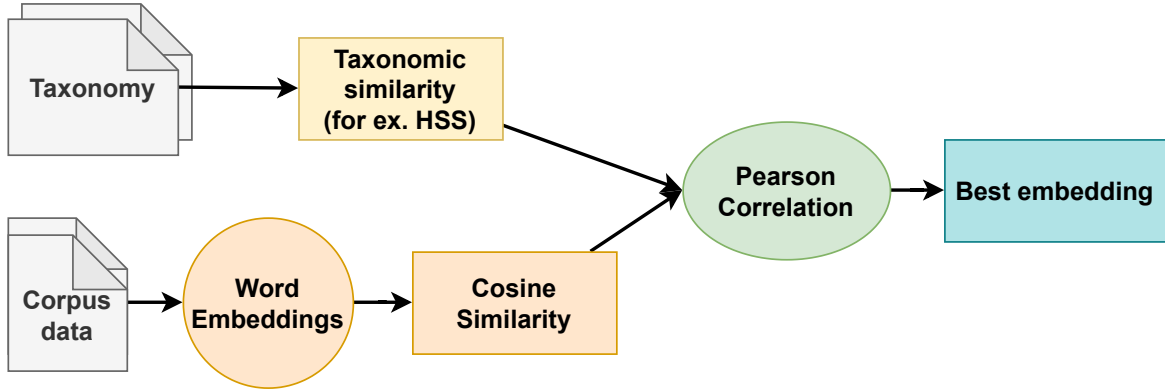 Taxonomy
Taxonomic
similarity
(for ex. HSS)
Pearson
Correlation
Best embedding
Corpus
data
Word
Embeddings
Cosine
Similarity